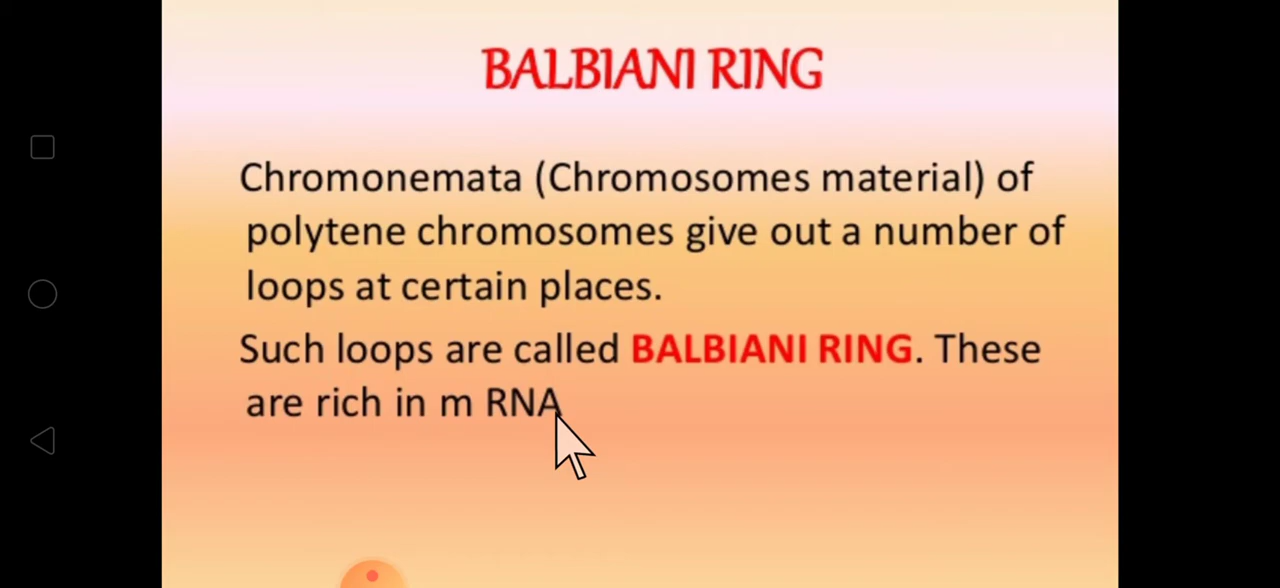 BALBIANI RING
Chromonemata (Chromosomes material) of
polytene chromosomes give out a number of
loops at certain places.
Such loops are called BALBIANI RING. These
are rich in m RNA